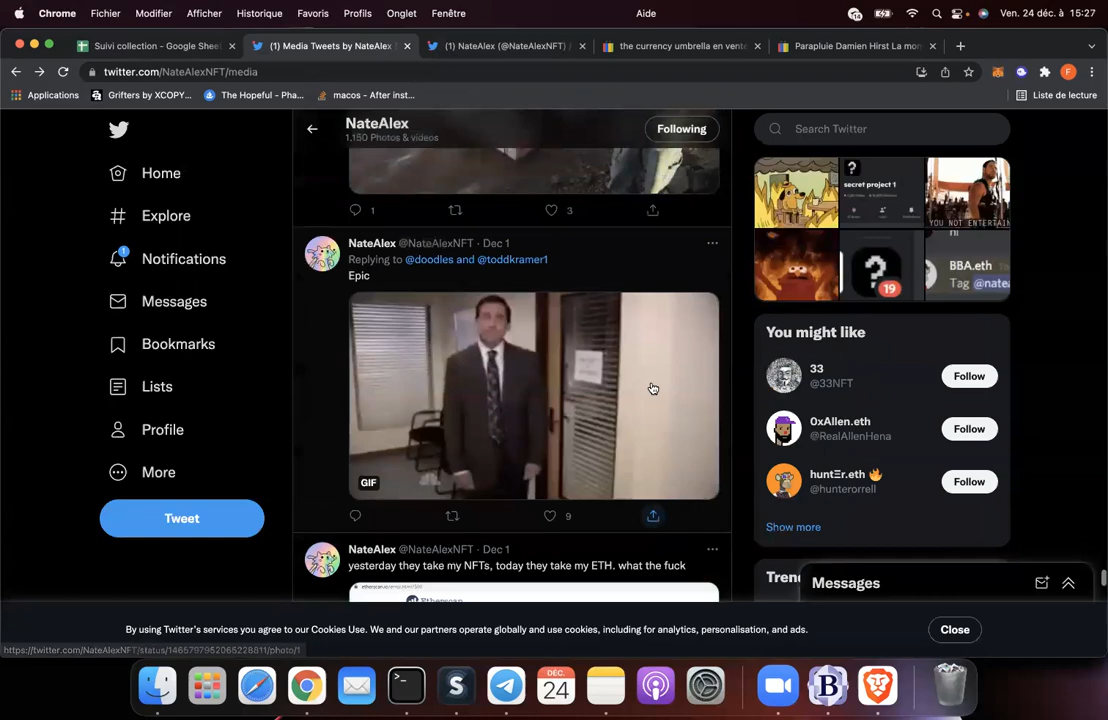 Chrome Fichier Modifier Afficher Historique Favoris Profils Onglet Fenêtre Aide 14 Ven. 24 déc. à 15:27
Suivi collection - Google Shee
(1) Media Tweets by NateAlex
(1) NateAlex (@NateAlexNFT) /
the currency umbrella en vente
Parapluie Damien Hirst La mon
twitter.com/NateAlexNFT/media
F
Applications
Grifters by XCOPY...
The Hopeful - Pha...
macos - After inst...
Liste de lecture
NateAlex
1,150 Photos & videos
Following
Search Twitter
Home
Explore
1
Notifications
Messages
Bookmarks
Lists
Profile
More
Tweet
1
3
NateAlex @NateAlexNFT · Dec 1
Replying to @doodles and @toddkramer1
Epic
GIF
9
NateAlex @NateAlexNFT · Dec 1
yesterday they take my NFTs, today they take my ETH. what the fuck
Etherscan
?
secret project 1
YOU NOT ENTERTAIN
?
19
BBA.eth
Tag @nate
You might like
33
@33NFT
Follow
0xAllen.eth
@RealAllenHena
Follow
huntΞr.eth 🔥
@hunterorrell
Follow
Show more
Trend
Messages
By using Twitter's services you agree to our Cookies Use. We and our partners operate globally and use cookies, including for analytics, personalisation, and ads.
Close
https://twitter.com/NateAlexNFT/status/1465797952065228811/photo/1
>_
S
DÉC.
24
B